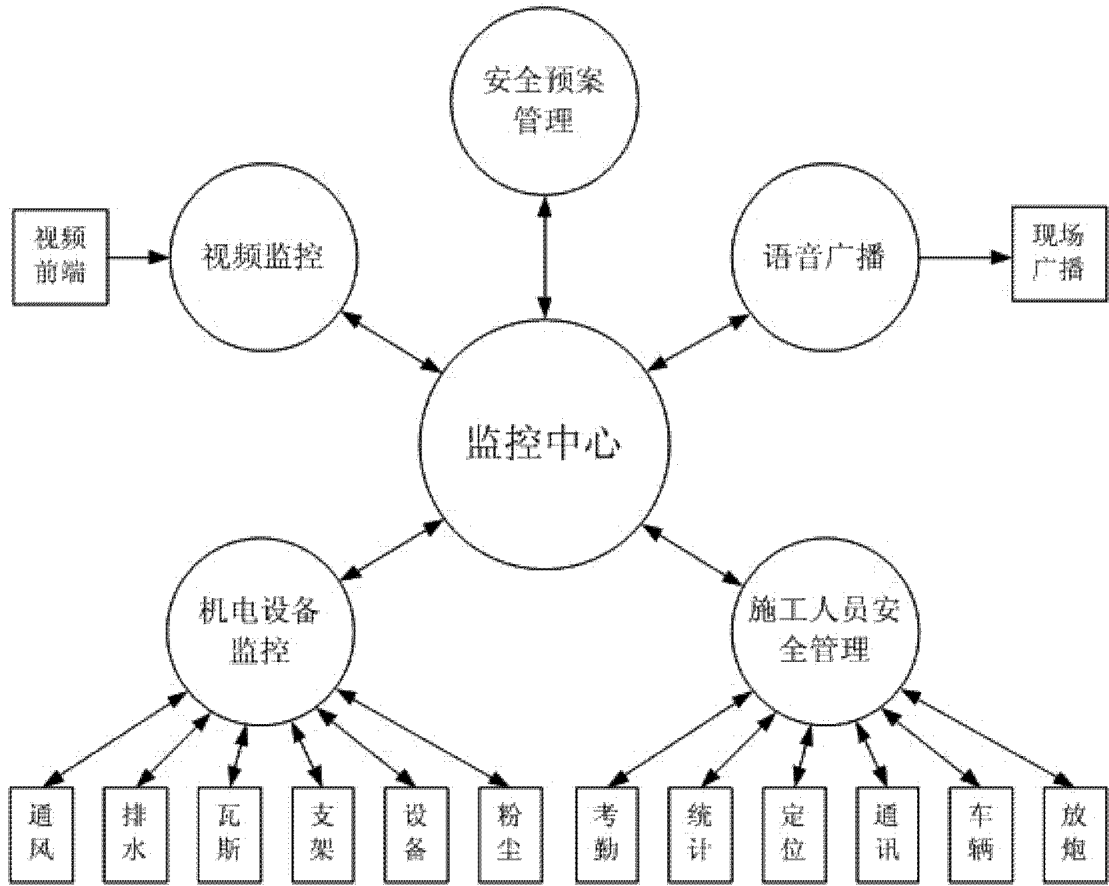 安全预案
管理
视频
前端
视频监控
语音广播
现场
广播
监控中心
机电设备
监控
施工人员安
全管理
通
风
排
水
瓦
斯
支
架
设
备
粉
尘
考
勤
统
计
定
位
通
讯
车
辆
放
炮